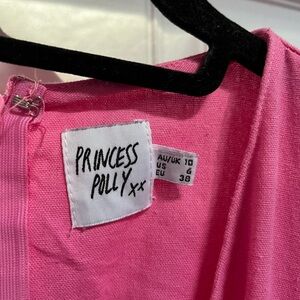 PRINCESS
POLLY xx
AU/UK 10
US 6
EU 38